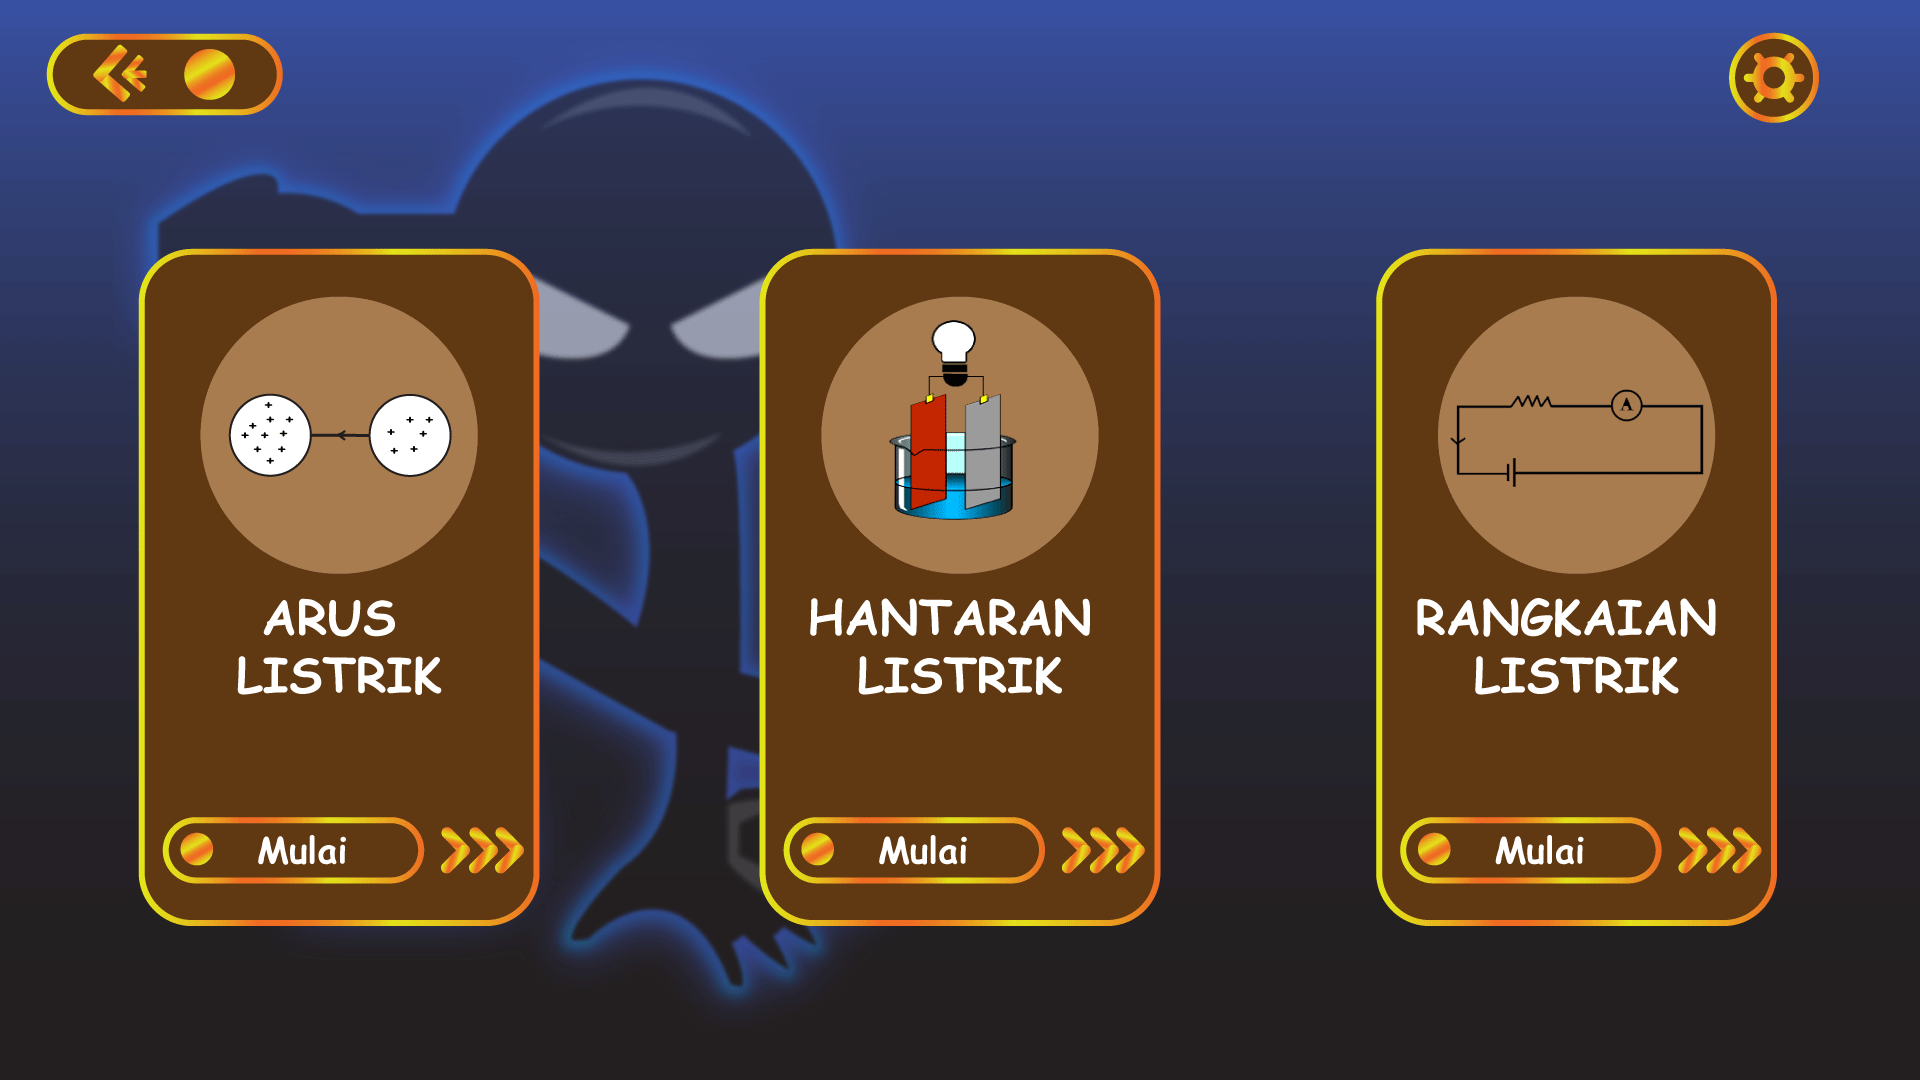 ARUS
LISTRIK
Mulai
HANTARAN
LISTRIK
Mulai
A
RANGKAIAN
LISTRIK
Mulai